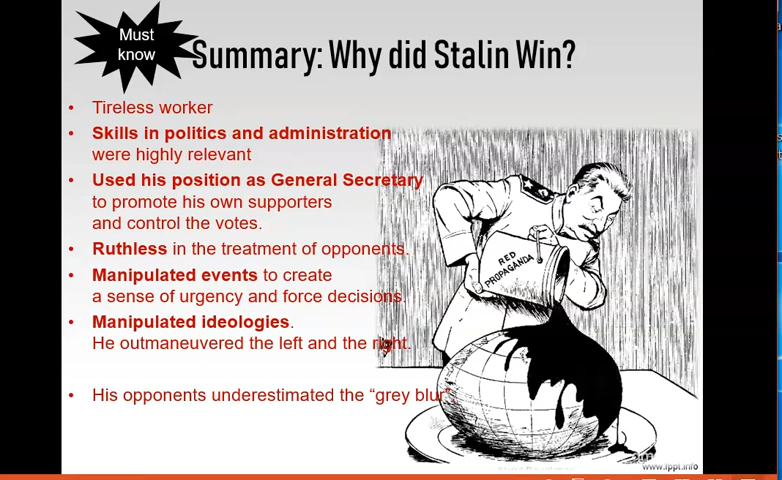 Must
know
Summary: Why did Stalin Win?
• Tireless worker
• Skills in politics and administration
were highly relevant
• Used his position as General Secretary
to promote his own supporters
and control the votes.
• Ruthless in the treatment of opponents.
• Manipulated events to create
a sense of urgency and force decisions.
• Manipulated ideologies.
He outmaneuvered the left and the right.
• His opponents underestimated the “grey blur”.
RED
PROPAGANDA
www.fppt.info